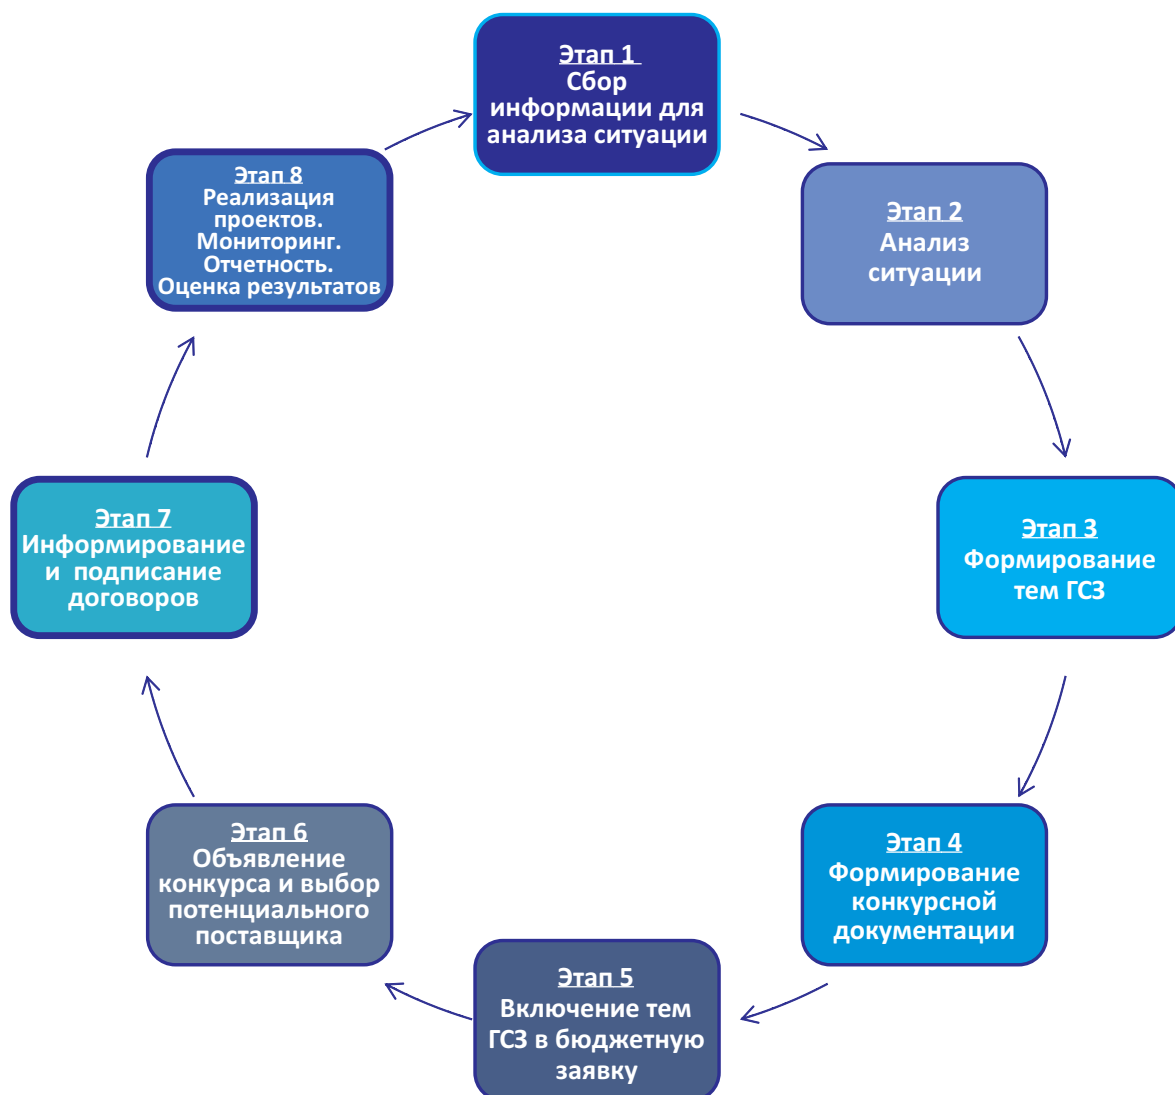 Этап 1
Сбор
информации для
анализа ситуации
Этап 2
Анализ
ситуации
Этап 3
Формирование
тем ГСЗ
Этап 4
Формирование
конкурсной
документации
Этап 5
Включение тем
ГСЗ в бюджетную
заявку
Этап 6
Объявление
конкурса и выбор
потенциального
поставщика
Этап 7
Информирование
и подписание
договоров
Этап 8
Реализация
проектов.
Мониторинг.
Отчетность.
Оценка результатов